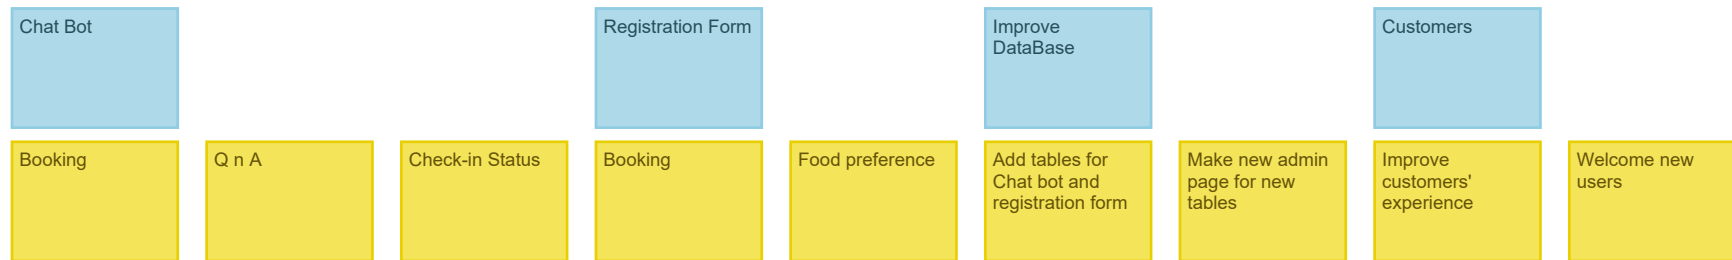 Chat Bot
Registration Form
Improve
DataBase
Customers
Booking
Q n A
Check-in Status
Booking
Food preference
Add tables for
Chat bot and
registration form
Make new admin
page for new
tables
Improve
customers'
experience
Welcome new
users